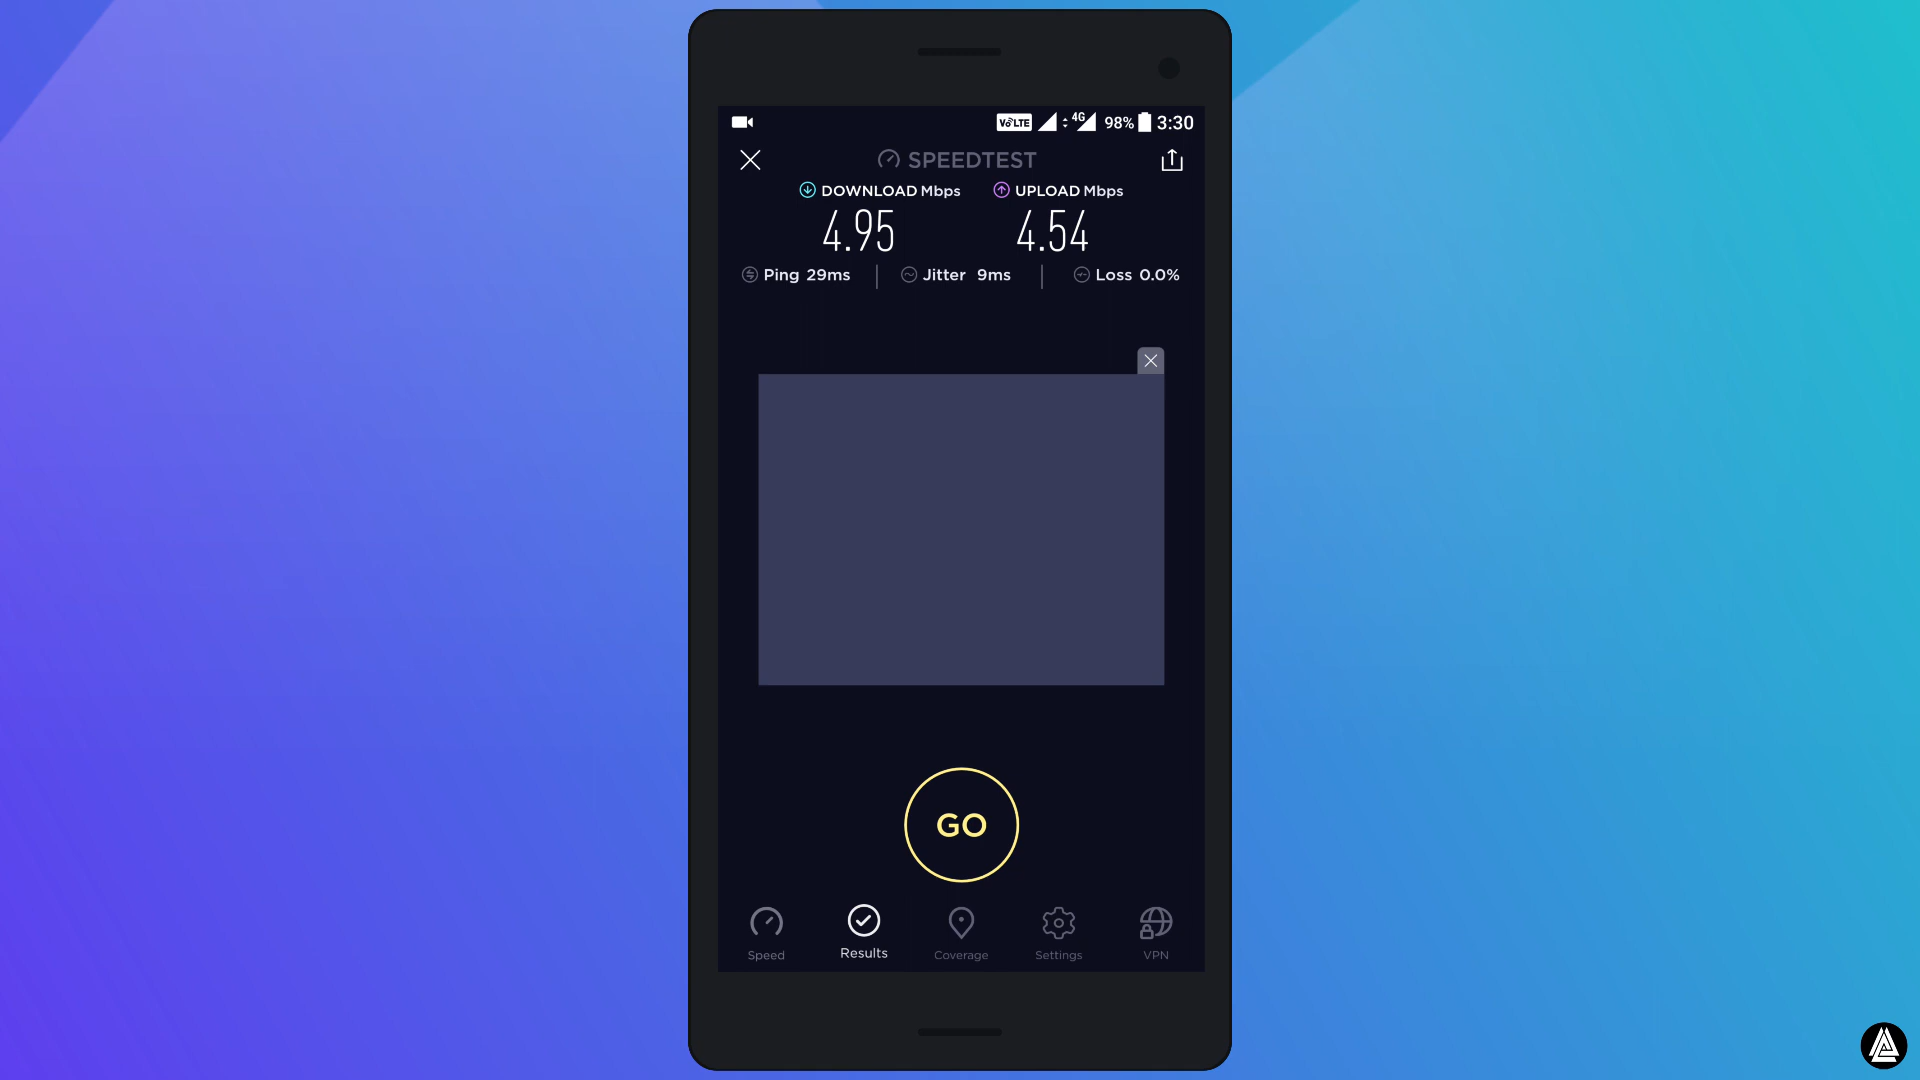 VoLTE 4G 98% 3:30
SPEEDTEST
DOWNLOAD Mbps UPLOAD Mbps
4.95 4.54
Ping 29ms Jitter 9ms Loss 0.0%
GO
Speed Results Coverage Settings VPN